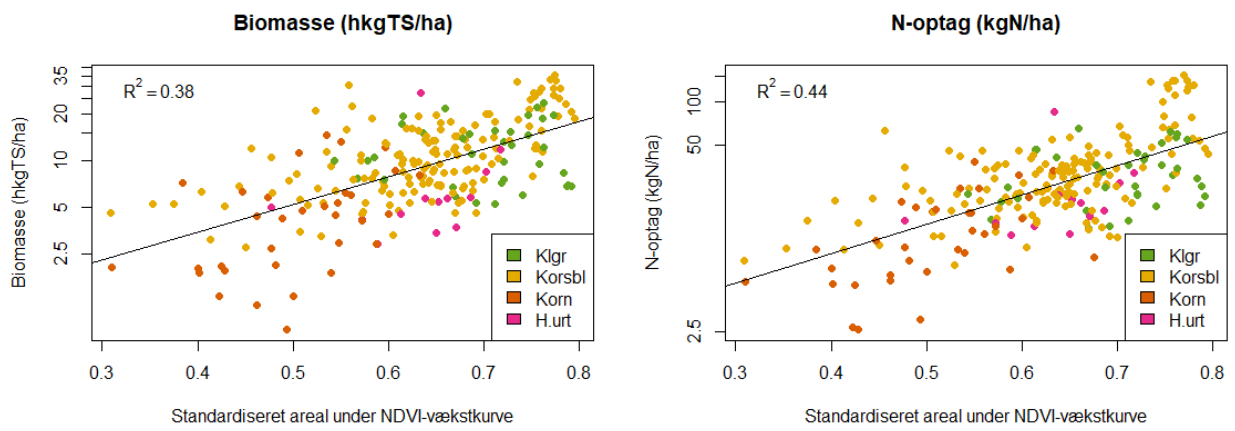 Biomasse (hkgTS/ha)
R² = 0.38
Biomasse (hkgTS/ha)
35
20
10
5
2.5
Klgr
Korsbl
Korn
H.urt
0.3 0.4 0.5 0.6 0.7 0.8
Standardiseret areal under NDVI-vækstkurve
N-optag (kgN/ha)
R² = 0.44
N-optag (kgN/ha)
100
50
2.5
Klgr
Korsbl
Korn
H.urt
0.3 0.4 0.5 0.6 0.7 0.8
Standardiseret areal under NDVI-vækstkurve